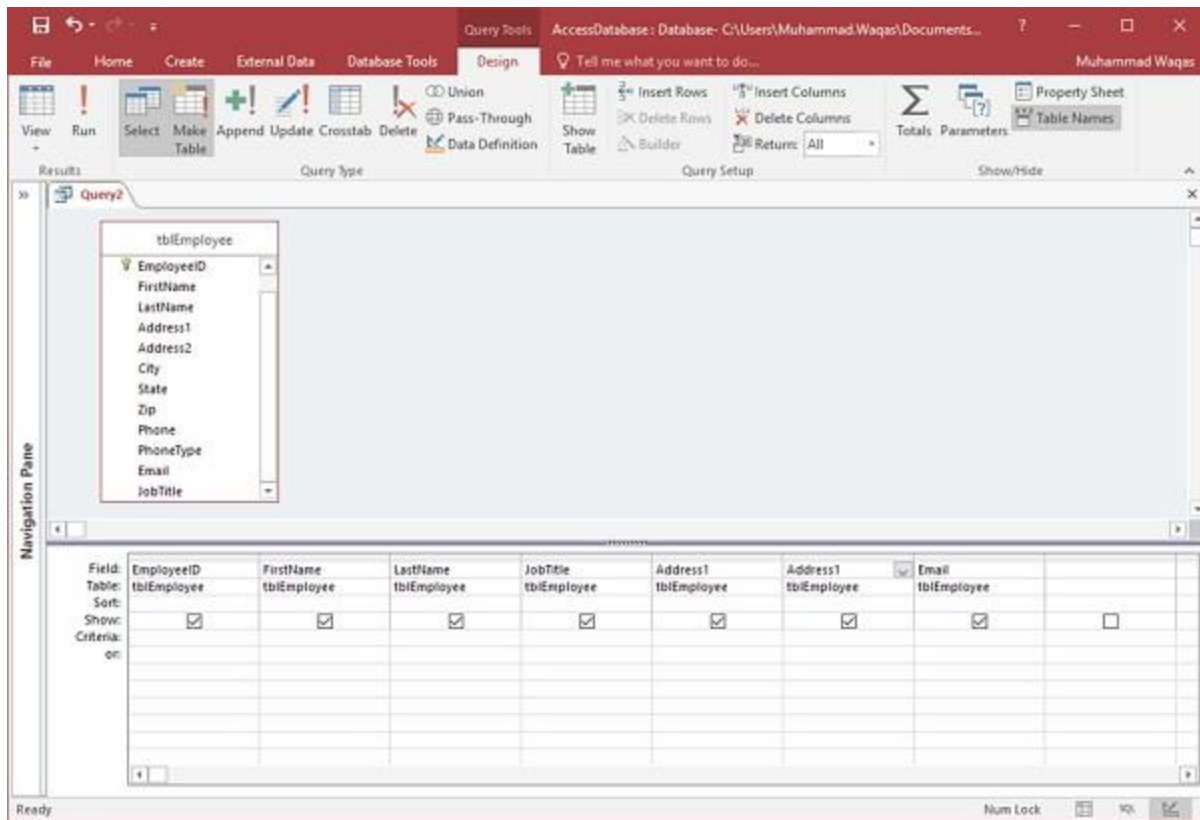 Query Tools AccessDatabase : Database- C:\Users\Muhammad.Waqas\Documents... ?
File Home Create External Data Database Tools Design Tell me what you want to do... Muhammad Waqas
View Run Select Make Table Append Update Crosstab Delete
Union
Pass-Through
Data Definition
Show Table
Insert Rows
Delete Rows
Builder
Insert Columns
Delete Columns
Return: All
Totals Parameters
Property Sheet
Table Names
Results Query Type Query Setup Show/Hide
Query2
tblEmployee
EmployeeID
FirstName
LastName
Address1
Address2
City
State
Zip
Phone
PhoneType
Email
JobTitle
Navigation Pane
Field: EmployeeID FirstName LastName JobTitle Address1 Address1 Email
Table: tblEmployee tblEmployee tblEmployee tblEmployee tblEmployee tblEmployee tblEmployee
Sort:
Show:
Criteria:
or:
Ready Num Lock SQL